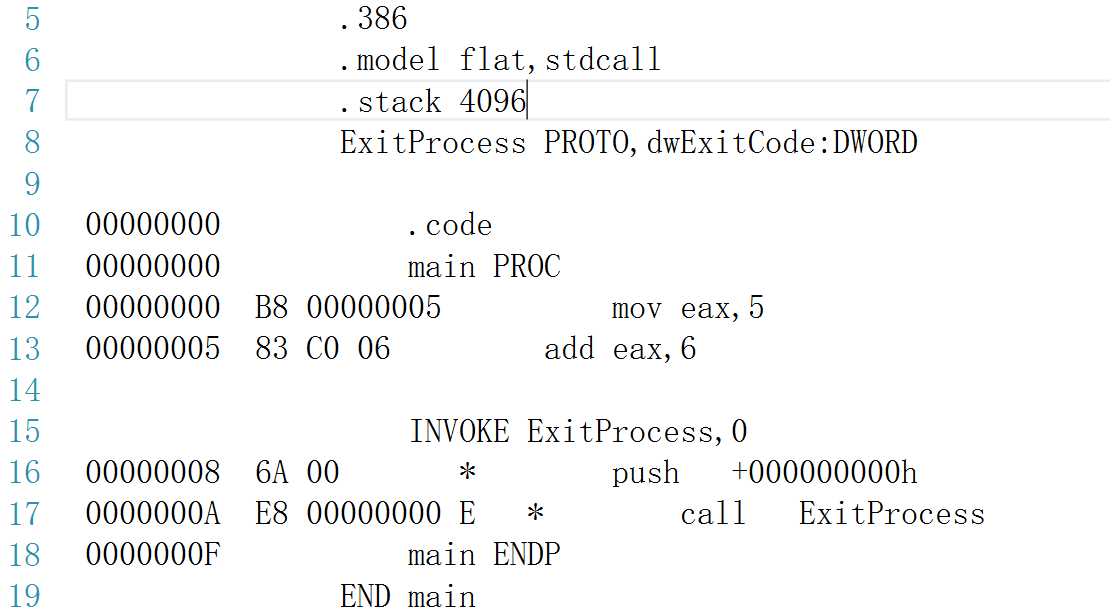 5 .386
6 .model flat,stdcall
7 .stack 4096
8 ExitProcess PROTO,dwExitCode:DWORD
9
10 00000000 .code
11 00000000 main PROC
12 00000000 B8 00000005 mov eax,5
13 00000005 83 C0 06 add eax,6
14
15 INVOKE ExitProcess,0
16 00000008 6A 00 * push +000000000h
17 0000000A E8 00000000 E * call ExitProcess
18 0000000F main ENDP
19 END main